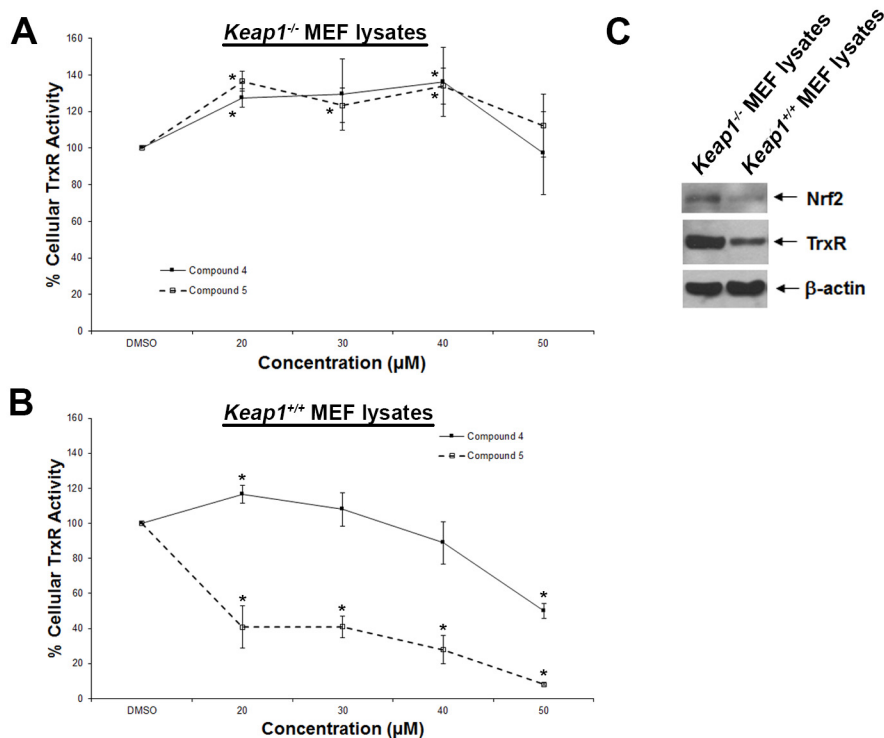 A
Keap1-/- MEF lysates
160
140
120
100
80
60
40
20
0
% Cellular TrxR Activity
*
*
*
*
*
Compound 4
Compound 5
DMSO
20
30
40
50
Concentration (µM)
B
Keap1+/+ MEF lysates
160
140
120
100
80
60
40
20
0
% Cellular TrxR Activity
Compound 4
Compound 5
*
*
*
*
*
*
DMSO
20
30
40
50
Concentration (µM)
C
Keap1-/- MEF lysates
Keap1+/+ MEF lysates
Nrf2
TrxR
β-actin